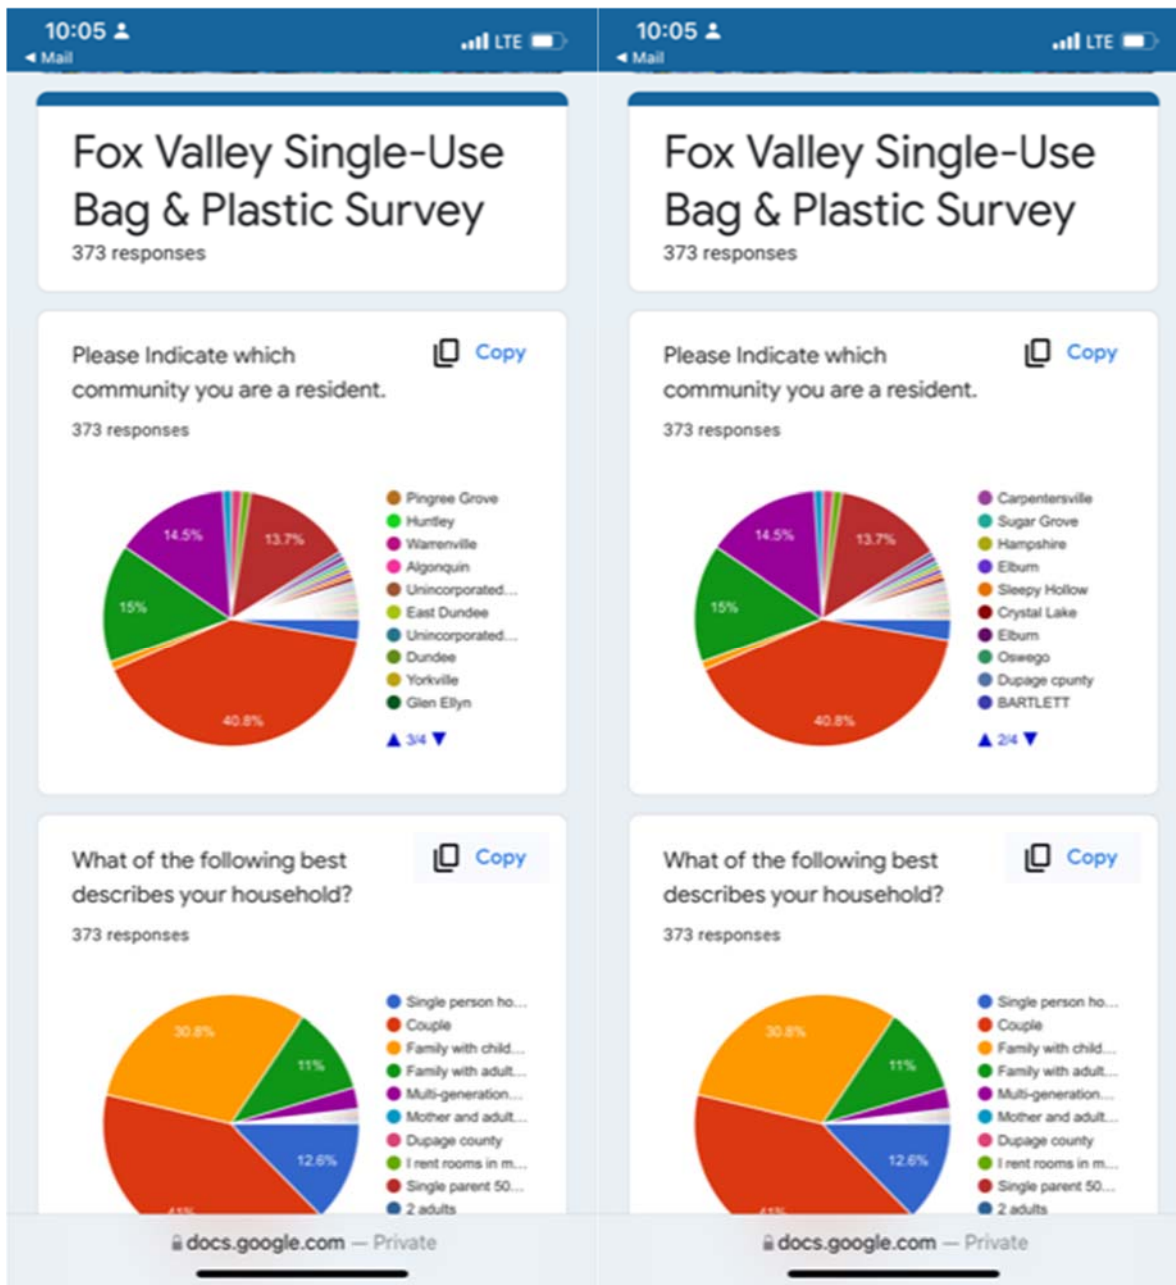 10:05
◀ Mail
LTE
Fox Valley Single-Use
Bag & Plastic Survey
373 responses
Please Indicate which
community you are a resident.
Copy
373 responses
14.5%
13.7%
15%
40.8%
Pingree Grove
Huntley
Warrenville
Algonquin
Unincorporated...
East Dundee
Unincorporated...
Dundee
Yorkville
Glen Ellyn
▲ 3/4 ▼
What of the following best
describes your household?
Copy
373 responses
30.8%
11%
12.6%
41%
Single person ho...
Couple
Family with child...
Family with adult...
Multi-generation...
Mother and adult...
Dupage county
I rent rooms in m...
Single parent 50...
2 adults
docs.google.com — Private
10:05
◀ Mail
LTE
Fox Valley Single-Use
Bag & Plastic Survey
373 responses
Please Indicate which
community you are a resident.
Copy
373 responses
14.5%
13.7%
15%
40.8%
Carpentersville
Sugar Grove
Hampshire
Elburn
Sleepy Hollow
Crystal Lake
Elburn
Oswego
Dupage cpunty
BARTLETT
▲ 2/4 ▼
What of the following best
describes your household?
Copy
373 responses
30.8%
11%
12.6%
41%
Single person ho...
Couple
Family with child...
Family with adult...
Multi-generation...
Mother and adult...
Dupage county
I rent rooms in m...
Single parent 50...
2 adults
docs.google.com — Private